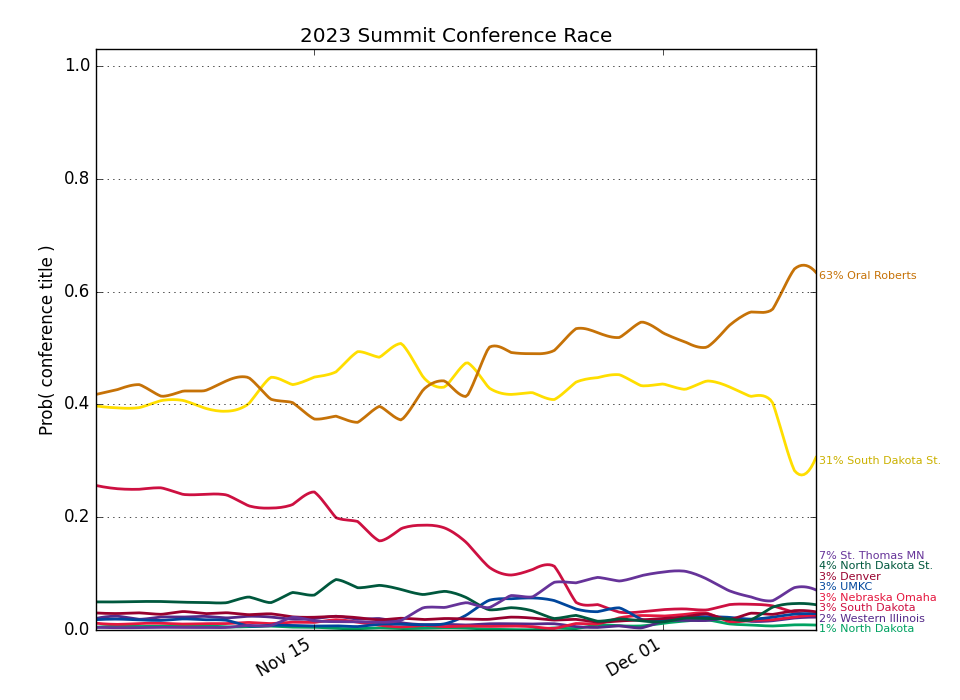 2023 Summit Conference Race
Prob( conference title )
1.0
0.8
0.6
0.4
0.2
0.0
Nov 15
Dec 01
63% Oral Roberts
31% South Dakota St.
7% St. Thomas MN
4% North Dakota St.
3% Denver
3% UMKC
3% Nebraska Omaha
3% South Dakota
2% Western Illinois
1% North Dakota